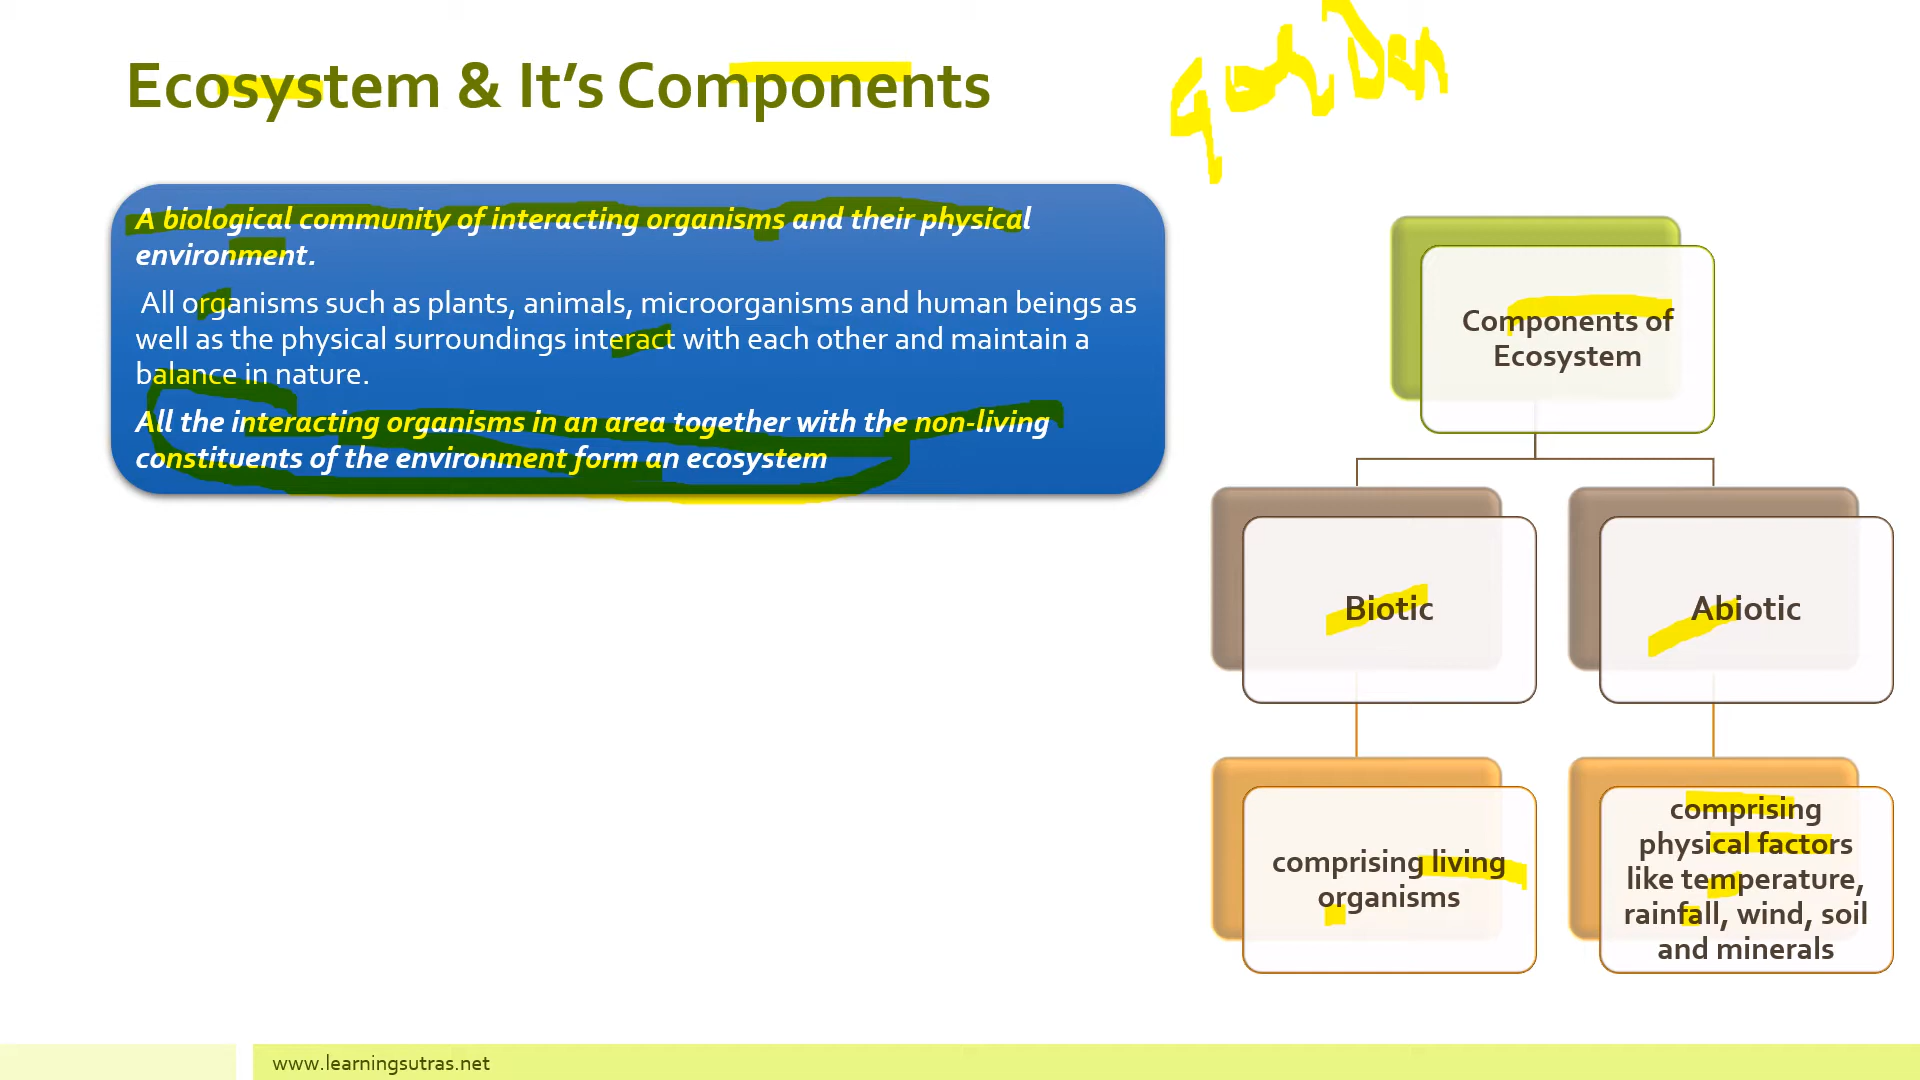 Ecosystem & It's Components
A biological community of interacting organisms and their physical
environment.
All organisms such as plants, animals, microorganisms and human beings as
well as the physical surroundings interact with each other and maintain a
balance in nature.
All the interacting organisms in an area together with the non-living
constituents of the environment form an ecosystem
Components of
Ecosystem
Biotic
Abiotic
comprising living
organisms
comprising
physical factors
like temperature,
rainfall, wind, soil
and minerals
www.learningsutras.net